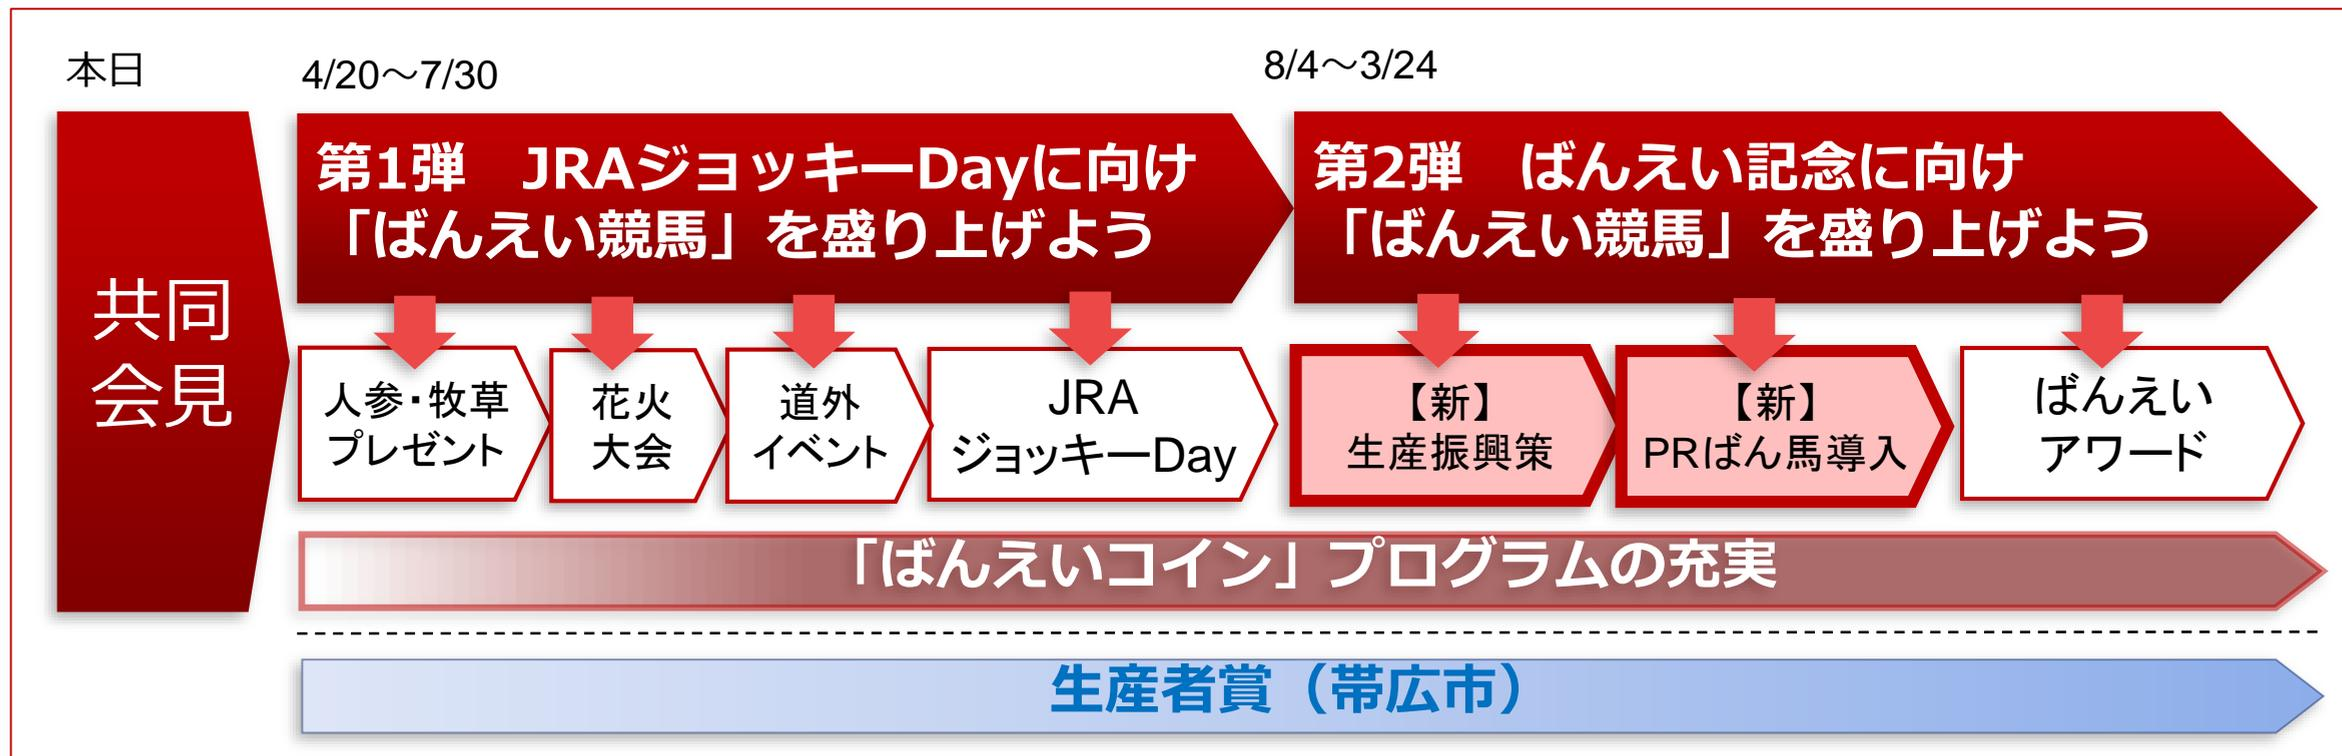 本日
4/20～7/30
8/4～3/24
共同
会見
第1弾　JRAジョッキーDayに向け
「ばんえい競馬」を盛り上げよう
第2弾　ばんえい記念に向け
「ばんえい競馬」を盛り上げよう
人参・牧草
プレゼント
花火
大会
道外
イベント
JRA
ジョッキーDay
【新】
生産振興策
【新】
PRばん馬導入
ばんえい
アワード
「ばんえいコイン」プログラムの充実
生産者賞（帯広市）